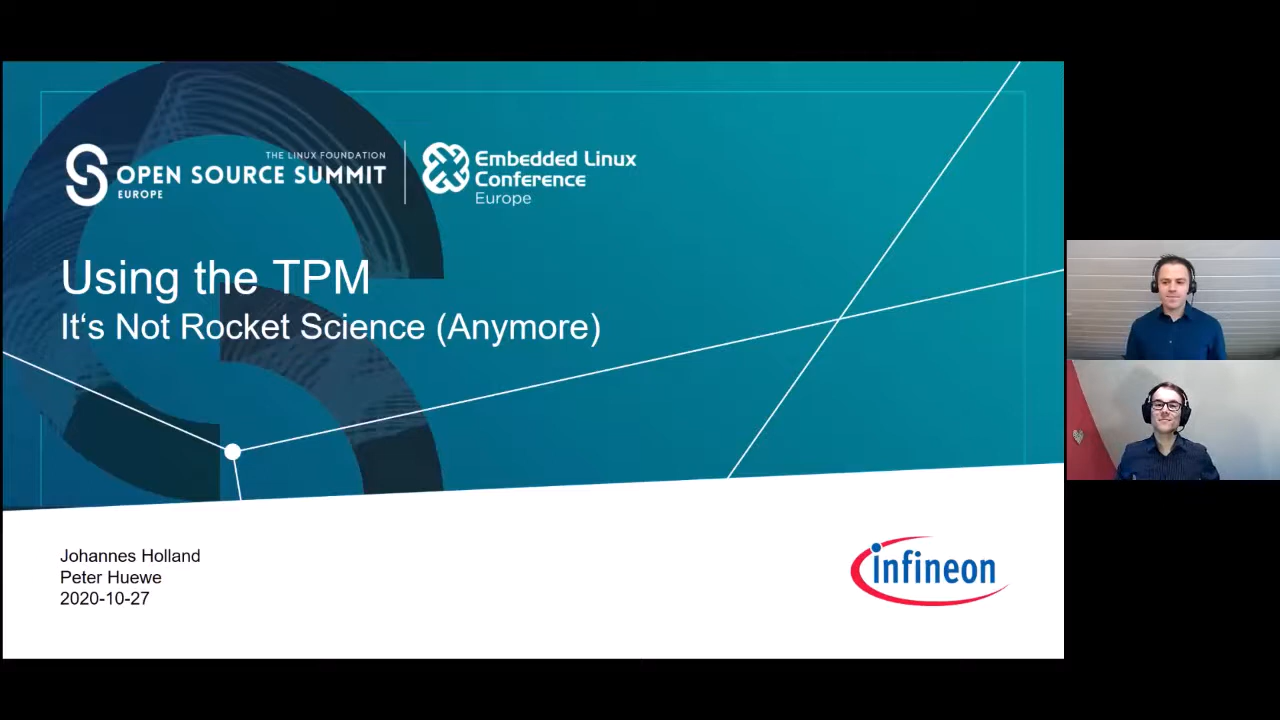 THE LINUX FOUNDATION
OPEN SOURCE SUMMIT
EUROPE
Embedded Linux
Conference
Europe
Using the TPM
It‘s Not Rocket Science (Anymore)
Johannes Holland
Peter Huewe
2020-10-27
infineon